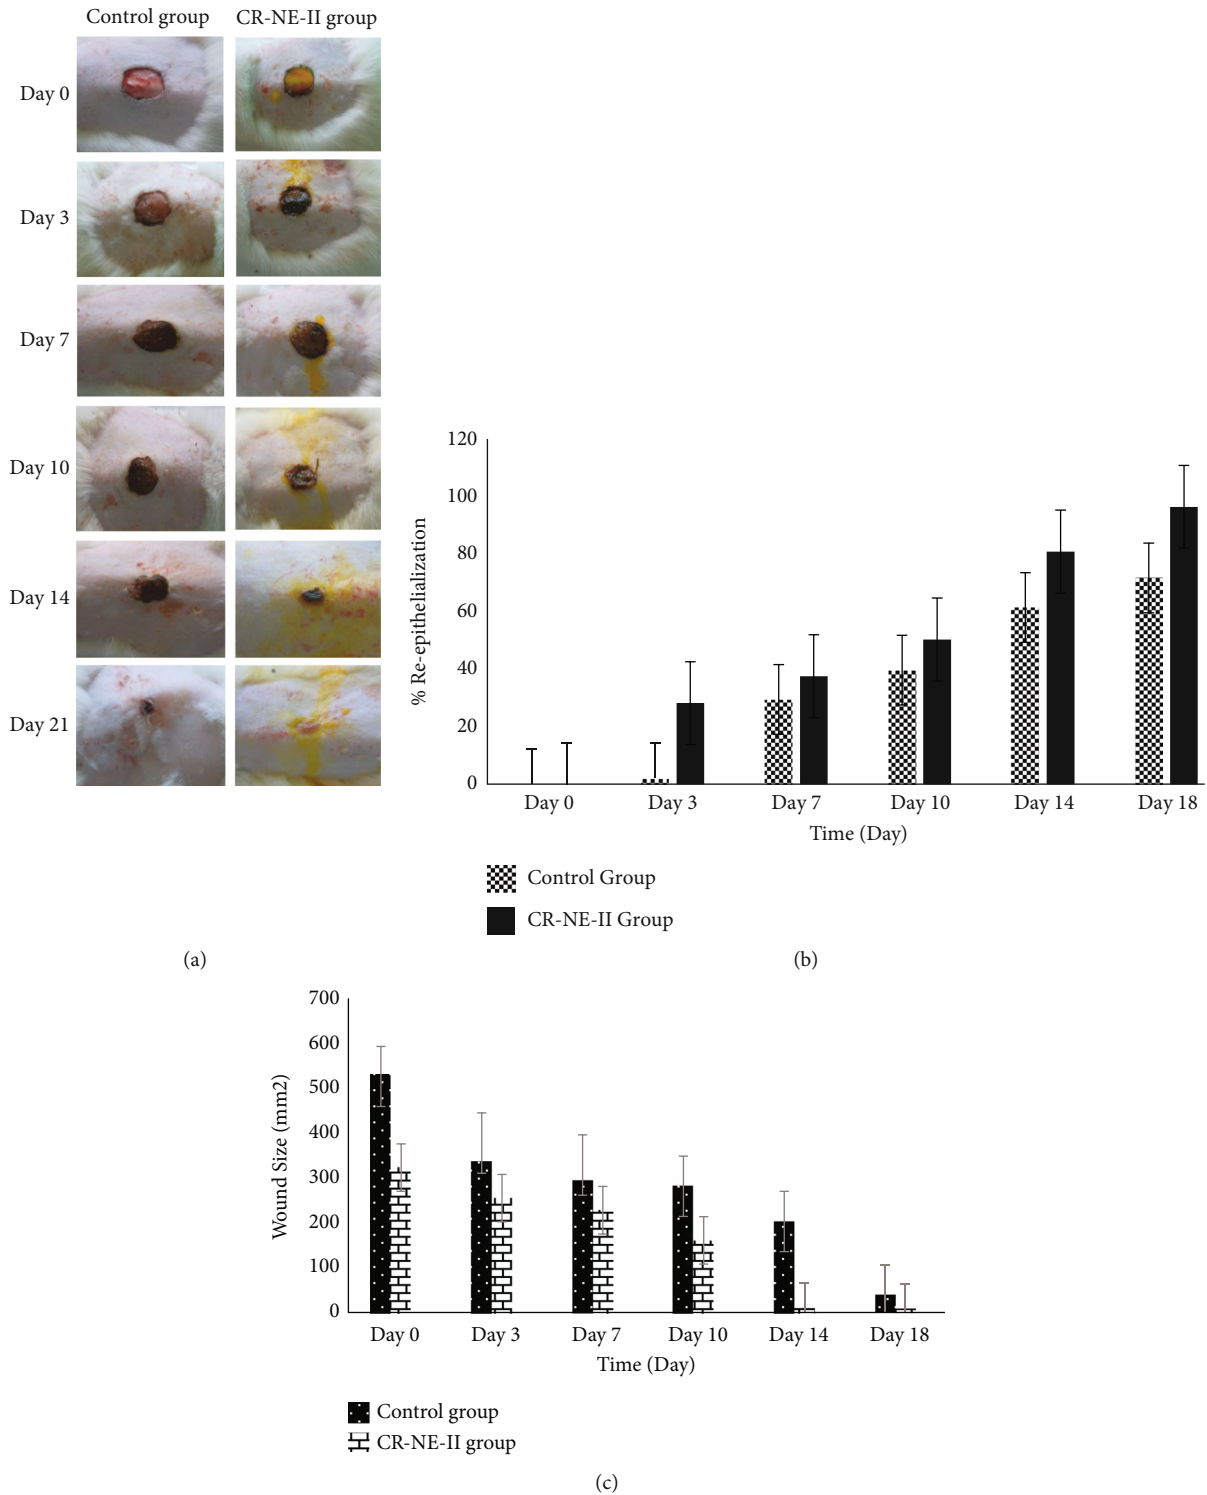 Control group
CR-NE-II group
Day 0
Day 3
Day 7
Day 10
Day 14
Day 21
(a)
% Re-epithelialization
120
100
80
60
40
20
0
Day 0 Day 3 Day 7 Day 10 Day 14 Day 18
Time (Day)
Control Group
CR-NE-II Group
(b)
Wound Size (mm2)
700
600
500
400
300
200
100
0
Day 0 Day 3 Day 7 Day 10 Day 14 Day 18
Time (Day)
Control group
CR-NE-II group
(c)